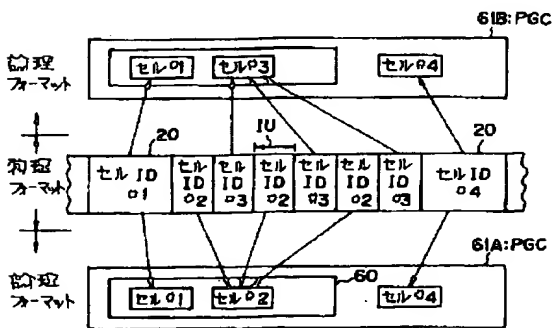 61B:PGC
論理
フォーマット
セル01
セル03
セル04
20
IU
20
物理
フォーマット
セル ID 01
セル ID 02
セル ID 03
セル ID 02
セル ID 03
セル ID 02
セル ID 03
セル ID 04
61A:PGC
論理
フォーマット
60
セル01
セル02
セル04